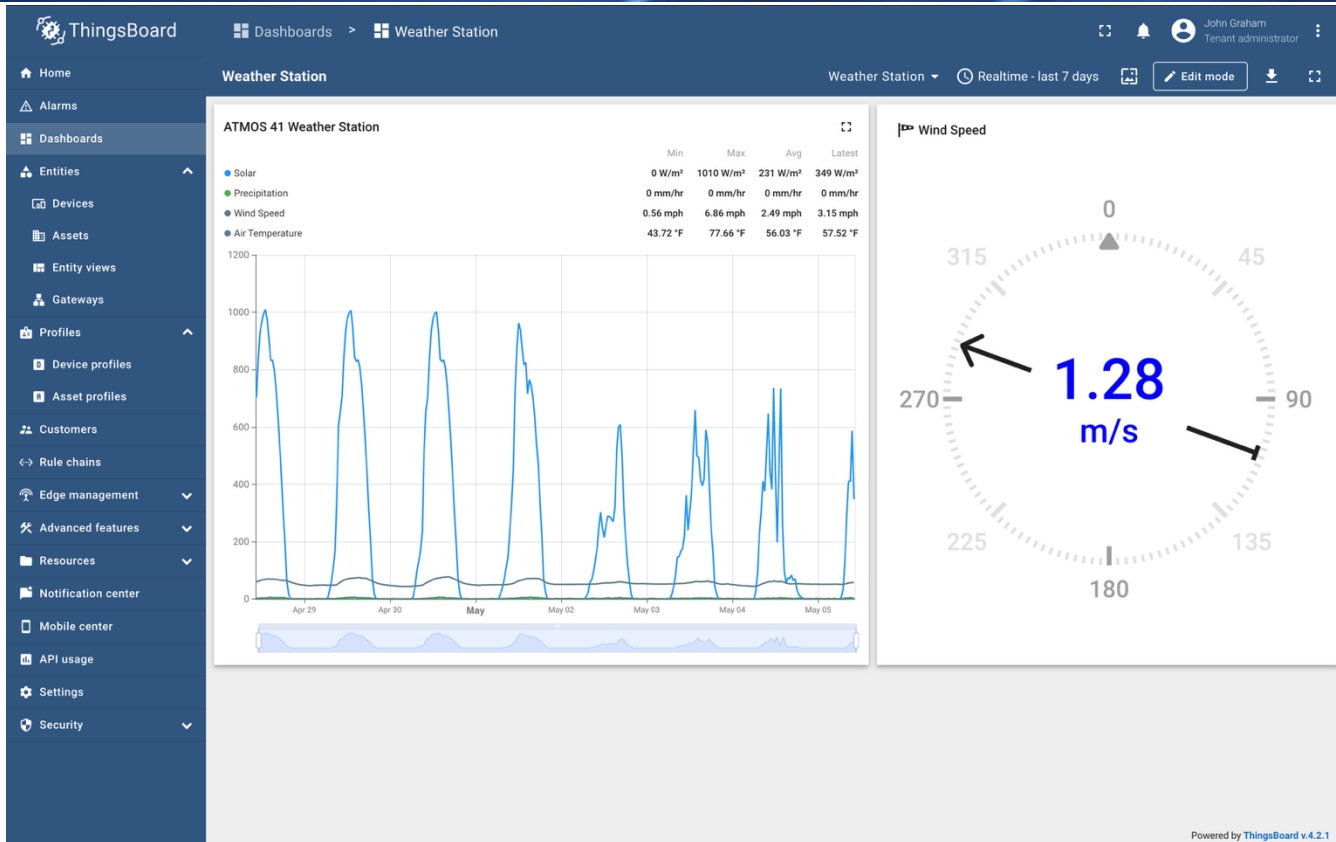 ThingsBoard
Dashboards > Weather Station
John Graham
Tenant administrator
Home
Alarms
Dashboards
Entities
Devices
Assets
Entity views
Gateways
Profiles
Device profiles
Asset profiles
Customers
Rule chains
Edge management
Advanced features
Resources
Notification center
Mobile center
API usage
Settings
Security
Weather Station
Weather Station
Realtime - last 7 days
Edit mode
ATMOS 41 Weather Station
Min Max Avg Latest
Solar 0 W/m² 1010 W/m² 231 W/m² 349 W/m²
Precipitation 0 mm/hr 0 mm/hr 0 mm/hr 0 mm/hr
Wind Speed 0.56 mph 6.86 mph 2.49 mph 3.15 mph
Air Temperature 43.72 °F 77.66 °F 56.03 °F 57.52 °F
1200
1000
800
600
400
200
0
Apr 29 Apr 30 May May 02 May 03 May 04 May 05
Wind Speed
0
315 45
270 90
1.28
m/s
225 135
180
Powered by ThingsBoard v.4.2.1